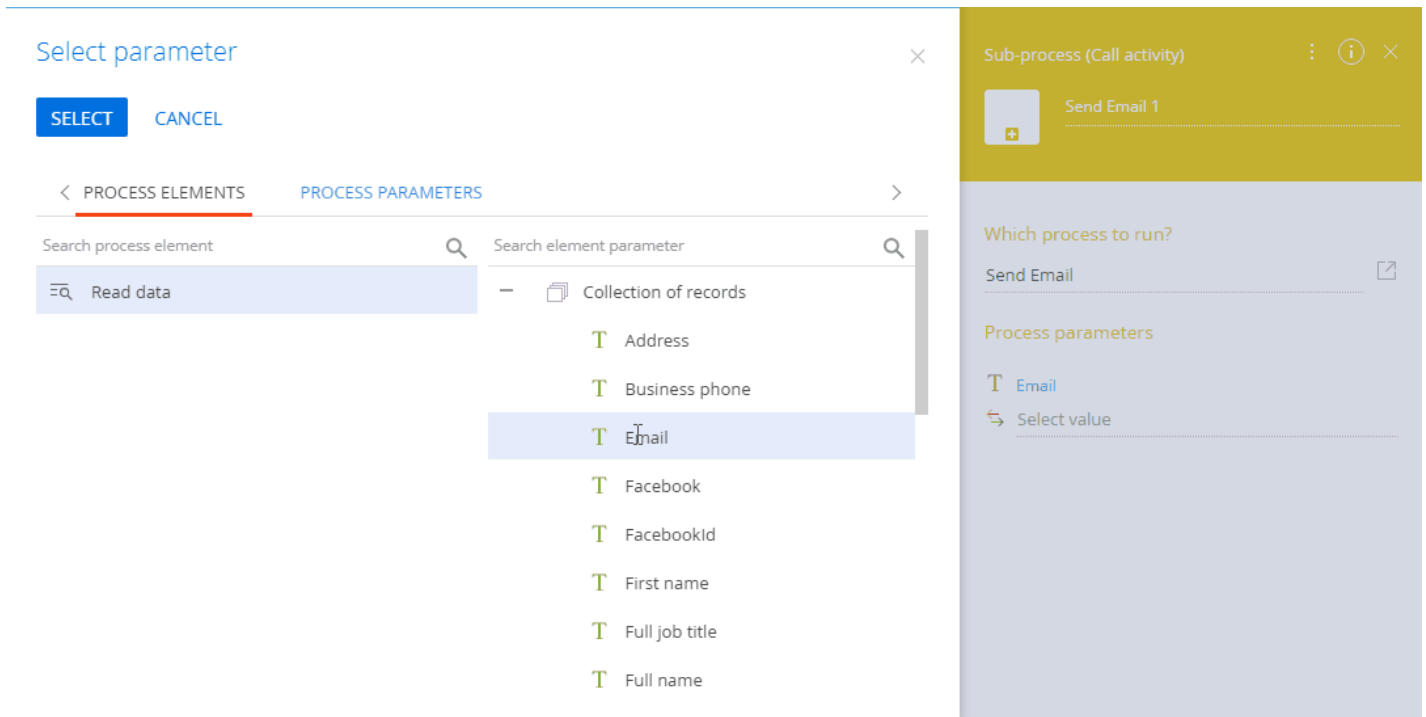 Select parameter
SELECT CANCEL
PROCESS ELEMENTS PROCESS PARAMETERS
Search process element
Read data
Search element parameter
Collection of records
T Address
T Business phone
T Email
T Facebook
T FacebookId
T First name
T Full job title
T Full name
Sub-process (Call activity)
Send Email 1
Which process to run?
Send Email
Process parameters
T Email
Select value